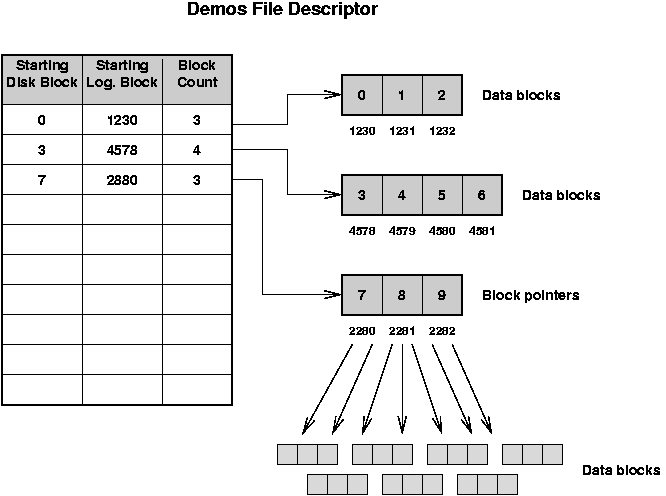 Demos File Descriptor
Starting Disk Block
Starting Log. Block
Block Count
0 1230 3
3 4578 4
7 2880 3
0 1 2 Data blocks
1230 1231 1232
3 4 5 6 Data blocks
4578 4579 4580 4581
7 8 9 Block pointers
2280 2281 2282
Data blocks